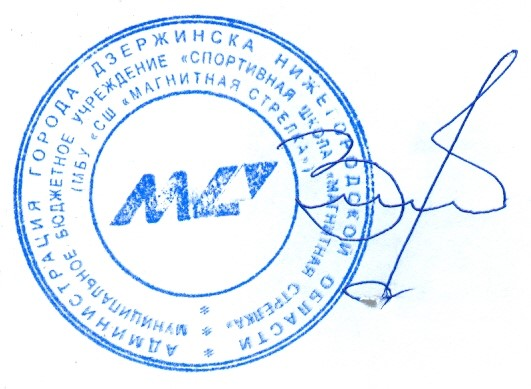 АДМИНИСТРАЦИЯ ГОРОДА ДЗЕРЖИНСКА НИЖЕГОРОДСКОЙ ОБЛАСТИ *
МУНИЦИПАЛЬНОЕ БЮДЖЕТНОЕ УЧРЕЖДЕНИЕ «СПОРТИВНАЯ ШКОЛА «МАГНИТНАЯ СТРЕЛКА» *
(МБУ «СШ «МАГНИТНАЯ СТРЕЛКА») *